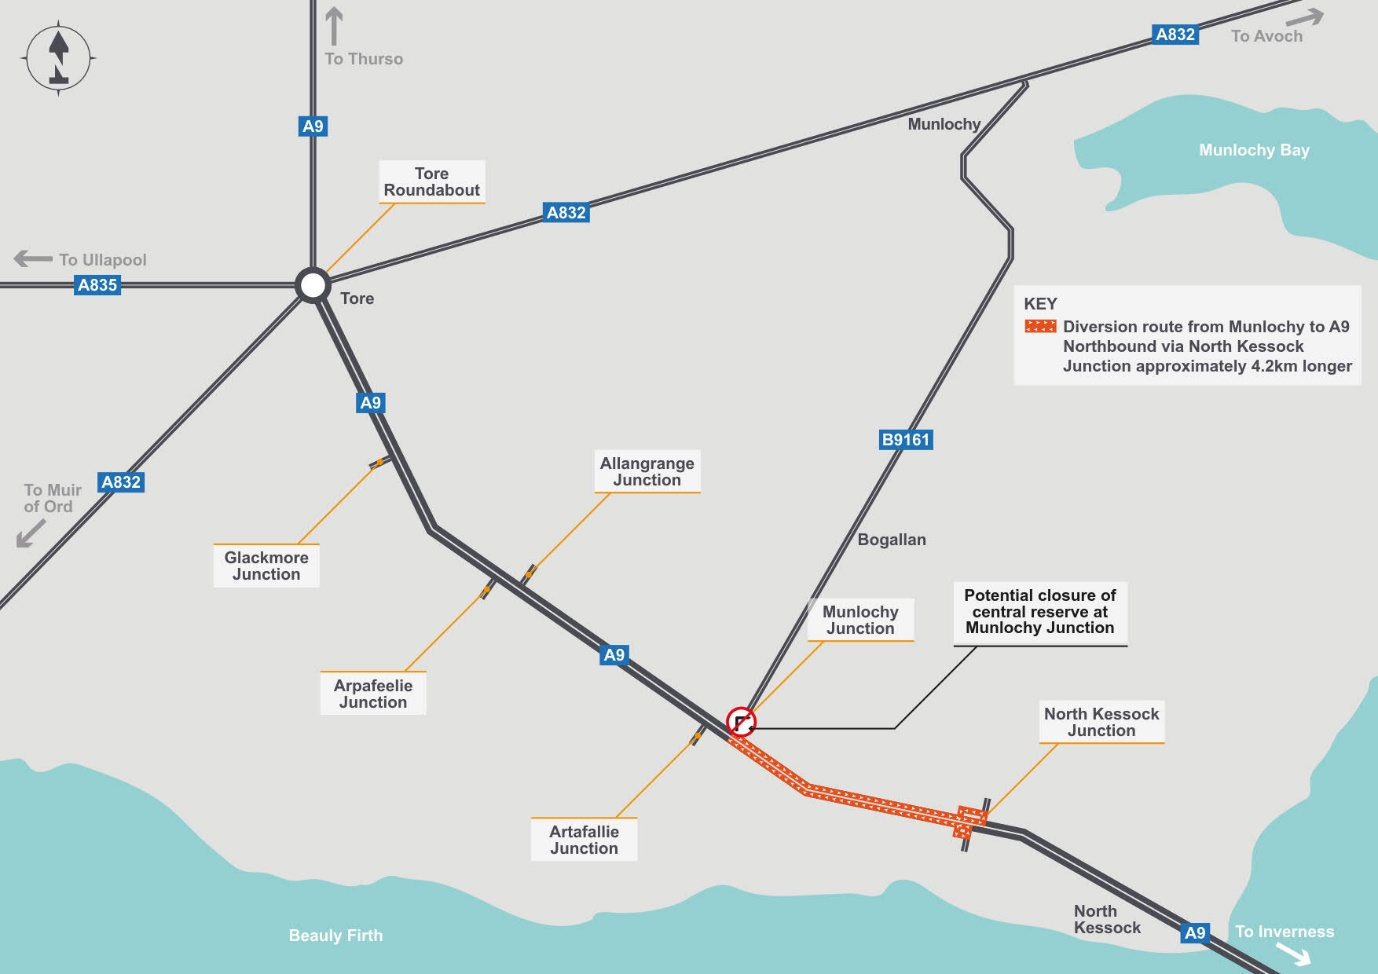 A832
To Avoch
To Thurso
A9
Munlochy
Munlochy Bay
Tore
Roundabout
A832
To Ullapool
A835
Tore
KEY
Diversion route from Munlochy to A9
Northbound via North Kessock
Junction approximately 4.2km longer
A9
B9161
Allangrange
Junction
A832
To Muir
of Ord
Glackmore
Junction
Bogallan
Potential closure of
central reserve at
Munlochy Junction
Munlochy
Junction
A9
Arpafeelie
Junction
North Kessock
Junction
Artafallie
Junction
North
Kessock
A9
To Inverness
Beauly Firth